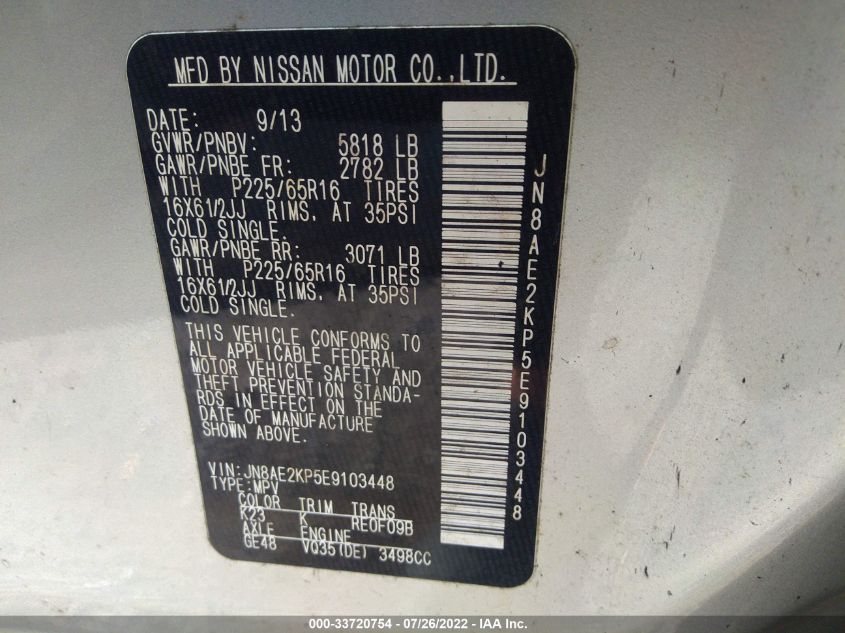 MFD BY NISSAN MOTOR CO.,LTD.
DATE: 9/13
GVWR/PNBV: 5818 LB
GAWR/PNBE FR: 2782 LB
WITH P225/65R16 TIRES
16X61/2JJ RIMS, AT 35PSI
COLD SINGLE.
GAWR/PNBE RR: 3071 LB
WITH P225/65R16 TIRES
16X61/2JJ RIMS, AT 35PSI
COLD SINGLE.
THIS VEHICLE CONFORMS TO
ALL APPLICABLE FEDERAL
MOTOR VEHICLE SAFETY AND
THEFT PREVENTION STANDA-
RDS IN EFFECT ON THE
DATE OF MANUFACTURE
SHOWN ABOVE.
VIN:JN8AE2KP5E9103448
TYPE:MPV
COLOR TRIM TRANS
K23 K RE0F09B
AXLE ENGINE
GE48 VQ35(DE) 3498CC
JN8AE2KP5E9103448
000-33720754 - 07/26/2022 - IAA Inc.